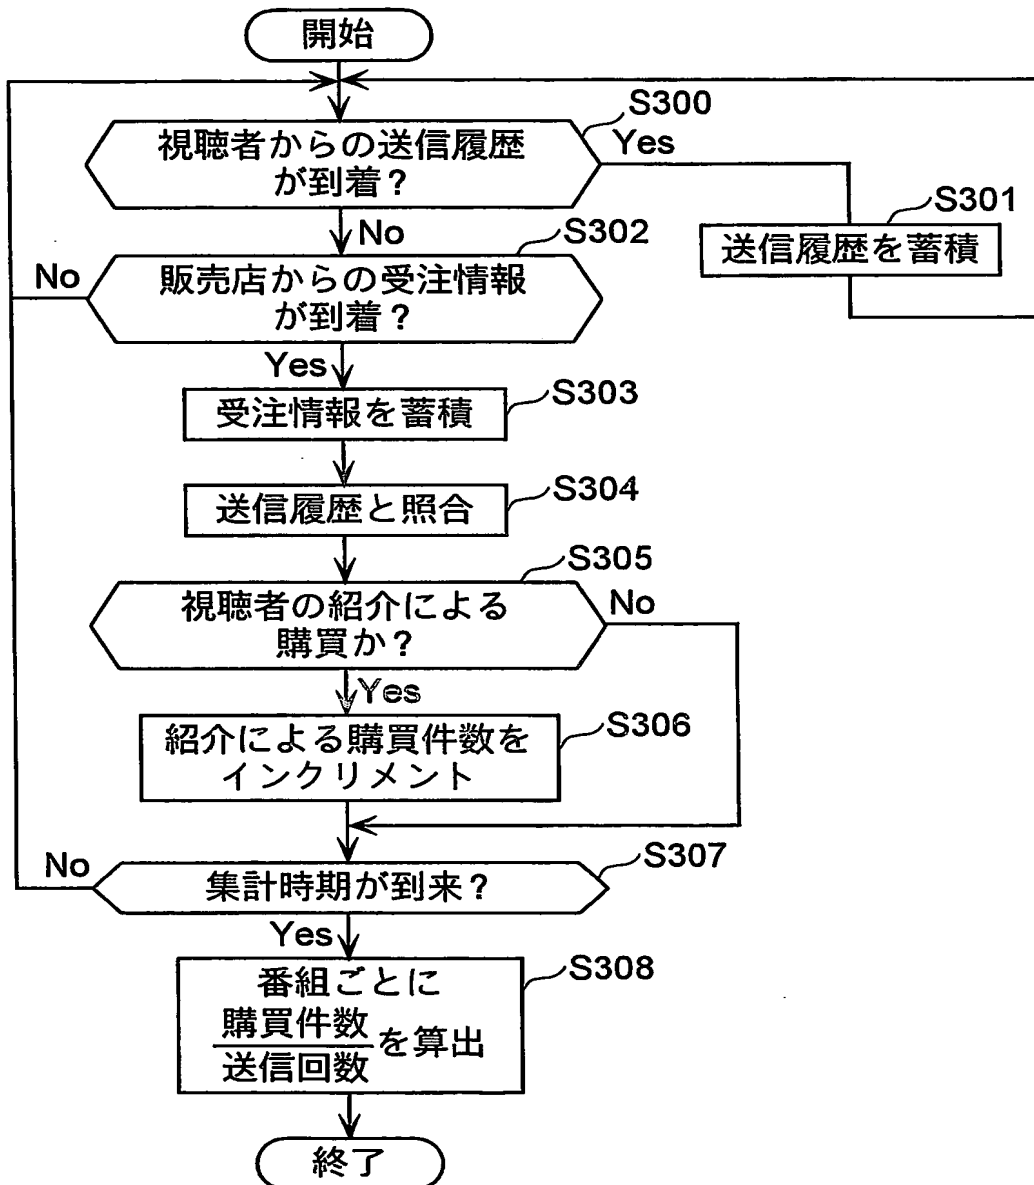 開始
S300
視聴者からの送信履歴
が到着?
Yes
S301
送信履歴を蓄積
No
S302
販売店からの受注情報
が到着?
No
Yes
S303
受注情報を蓄積
S304
送信履歴と照合
S305
視聴者の紹介による
購買か?
No
Yes
S306
紹介による購買件数を
インクリメント
S307
集計時期が到来?
No
Yes
S308
番組ごとに
購買件数
送信回数
を算出
終了